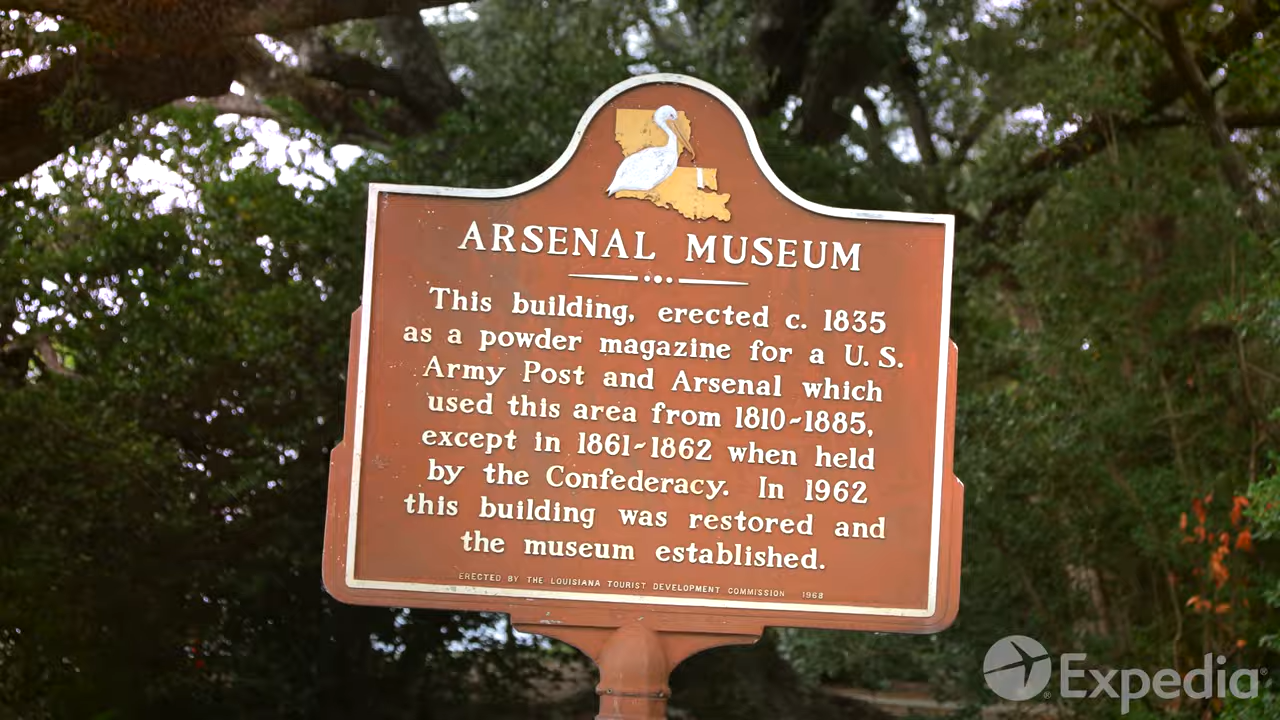 ARSENAL MUSEUM
This building, erected c. 1835
as a powder magazine for a U.S.
Army Post and Arsenal which
used this area from 1810~1885,
except in 1861~1862 when held
by the Confederacy. In 1962
this building was restored and
the museum established.
ERECTED BY THE LOUISIANA TOURIST DEVELOPMENT COMMISSION 1968
Expedia®